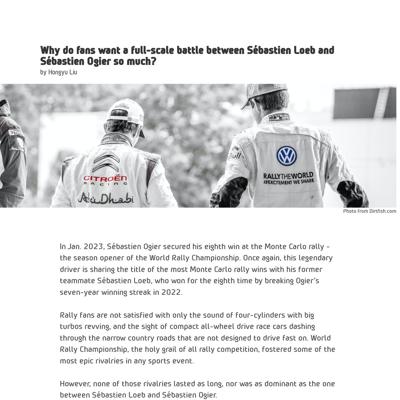 Why do fans want a full-scale battle between Sébastien Loeb and
Sébastien Ogier so much?
by Hongyu Liu
CITROËN
RACING
Abu Dhabi
Bull
RALLYTHEWORLD
#EXCITEMENT WE SHARE
Photo From Dirtfish.com
In Jan. 2023, Sébastien Ogier secured his eighth win at the Monte Carlo rally -
the season opener of the World Rally Championship. Once again, this legendary
driver is sharing the title of the most Monte Carlo rally wins with his former
teammate Sébastien Loeb, who won for the eighth time by breaking Ogier's
seven-year winning streak in 2022.
Rally fans are not satisfied with only the sound of four-cylinders with big
turbos revving, and the sight of compact all-wheel drive race cars dashing
through the narrow country roads that are not designed to drive fast on. World
Rally Championship, the holy grail of all rally competition, fostered some of the
most epic rivalries in any sports event.
However, none of those rivalries lasted as long, nor was as dominant as the one
between Sébastien Loeb and Sébastien Ogier.